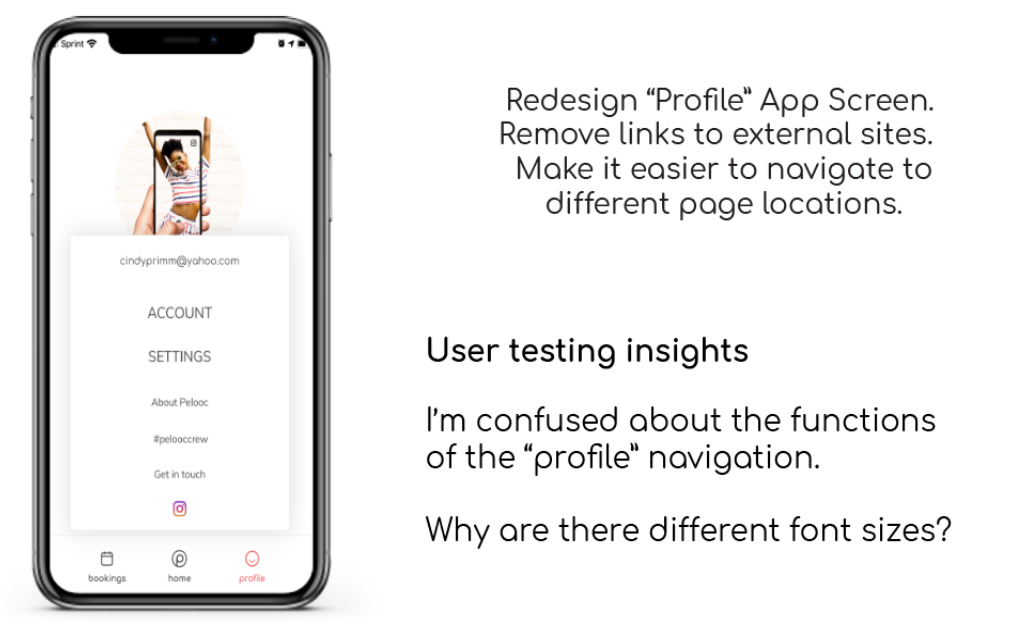 Sprint
cindyprimm@yahoo.com
ACCOUNT
SETTINGS
About Pelooc
#pelooccrew
Get in touch
bookings
home
profile
Redesign “Profile” App Screen.
Remove links to external sites.
Make it easier to navigate to
different page locations.
User testing insights
I’m confused about the functions
of the “profile” navigation.
Why are there different font sizes?